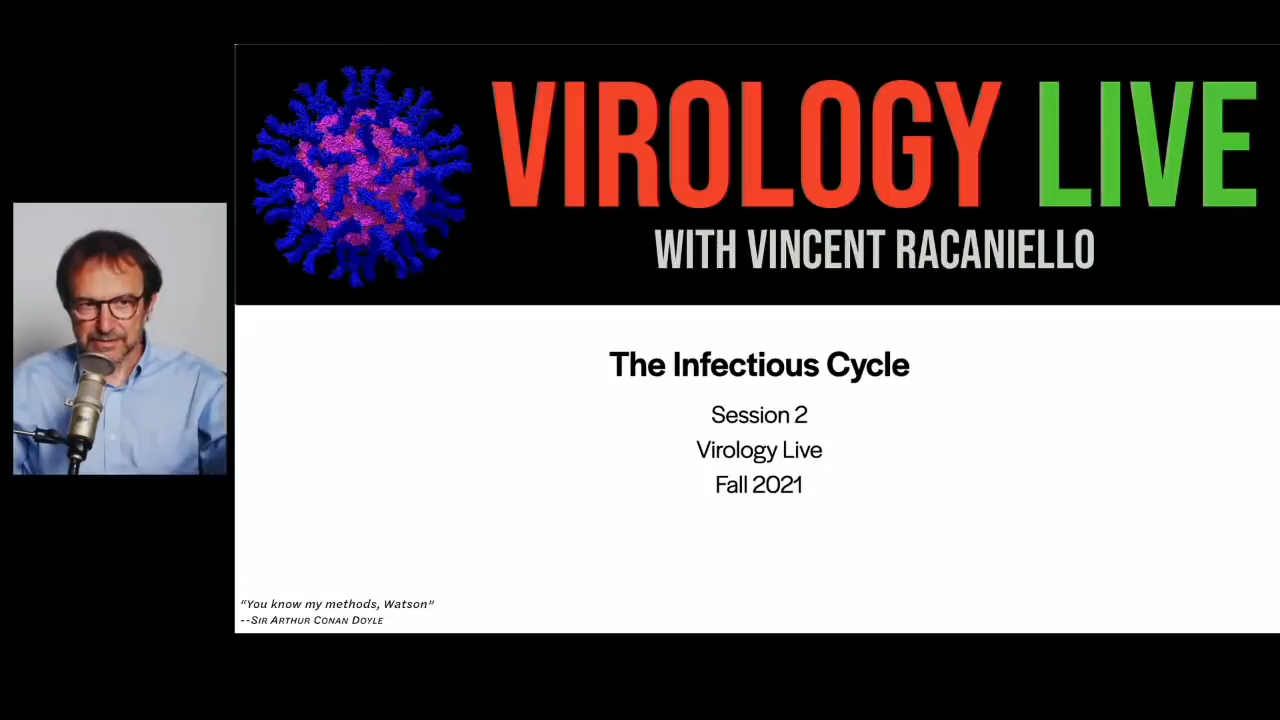 VIROLOGY LIVE
WITH VINCENT RACANIELLO
The Infectious Cycle
Session 2
Virology Live
Fall 2021
“You know my methods, Watson”
--SIR ARTHUR CONAN DOYLE